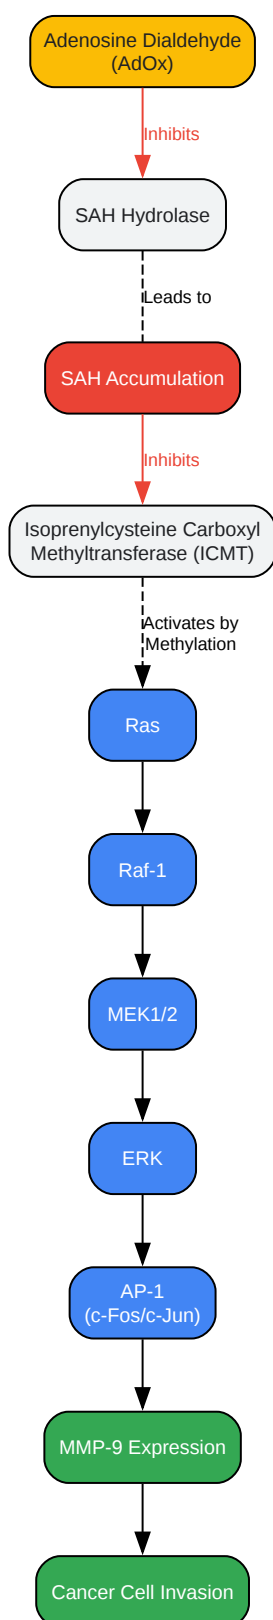 Adenosine Dialdehyde
(AdOx)
Inhibits
SAH Hydrolase
Leads to
SAH Accumulation
Inhibits
Isoprenylcysteine Carboxyl
Methyltransferase (ICMT)
Activates by
Methylation
Ras
Raf-1
MEK1/2
ERK
AP-1
(c-Fos/c-Jun)
MMP-9 Expression
Cancer Cell Invasion